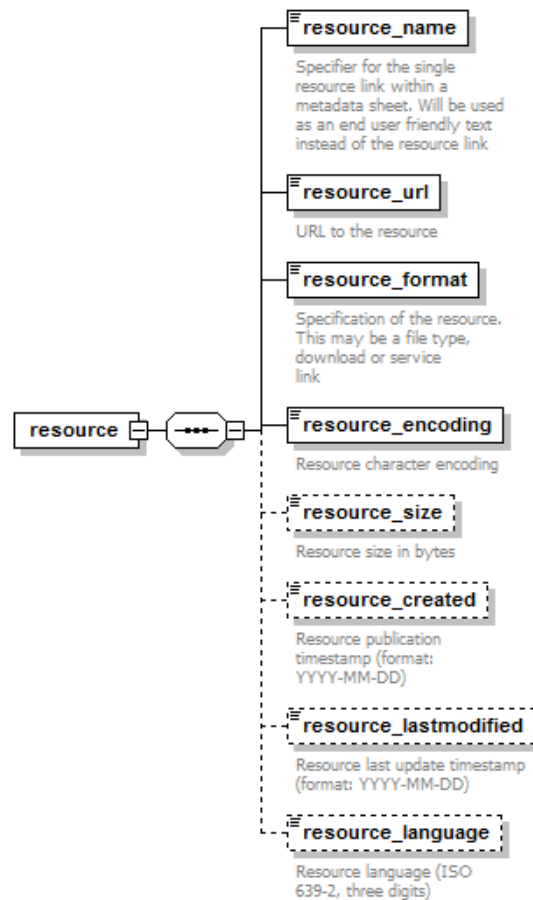 resource_name
Specifier for the single
resource link within a
metadata sheet. Will be used
as an end user friendly text
instead of the resource link
resource_url
URL to the resource
resource_format
Specification of the resource.
This may be a file type,
download or service
link
resource
resource_encoding
Resource character encoding
resource_size
Resource size in bytes
resource_created
Resource publication
timestamp (format:
YYYY-MM-DD)
resource_lastmodified
Resource last update timestamp
(format: YYYY-MM-DD)
resource_language
Resource language (ISO
639-2, three digits)